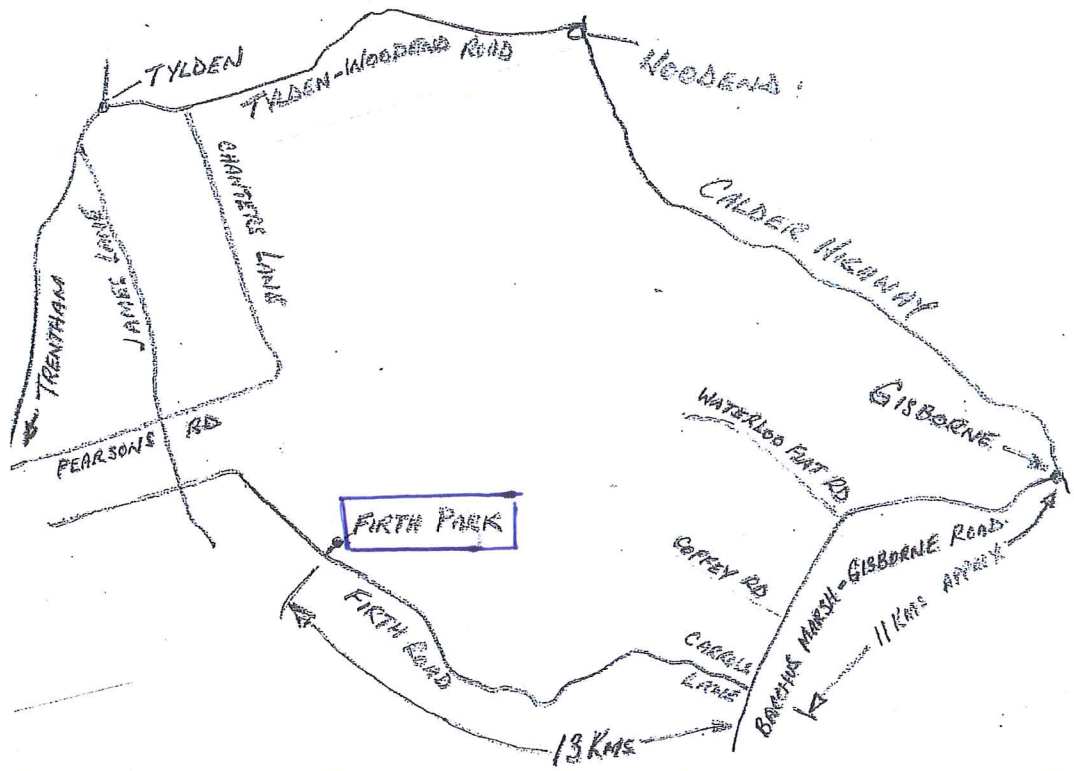 TYLDEN
TYLDEN-WOODEND ROAD
WOODEND
CHANTERS LANE
JAMES LANE
TRENTHAM
CALDER HIGHWAY
GISBORNE
PEARSONS RD
WATERLOO FLAT RD
FIRTH PARK
COFFEY RD
BACCHUS MARSH-GISBORNE ROAD
11 KMS APPROX
FIRTH ROAD
CARROLL LANE
13 KMS